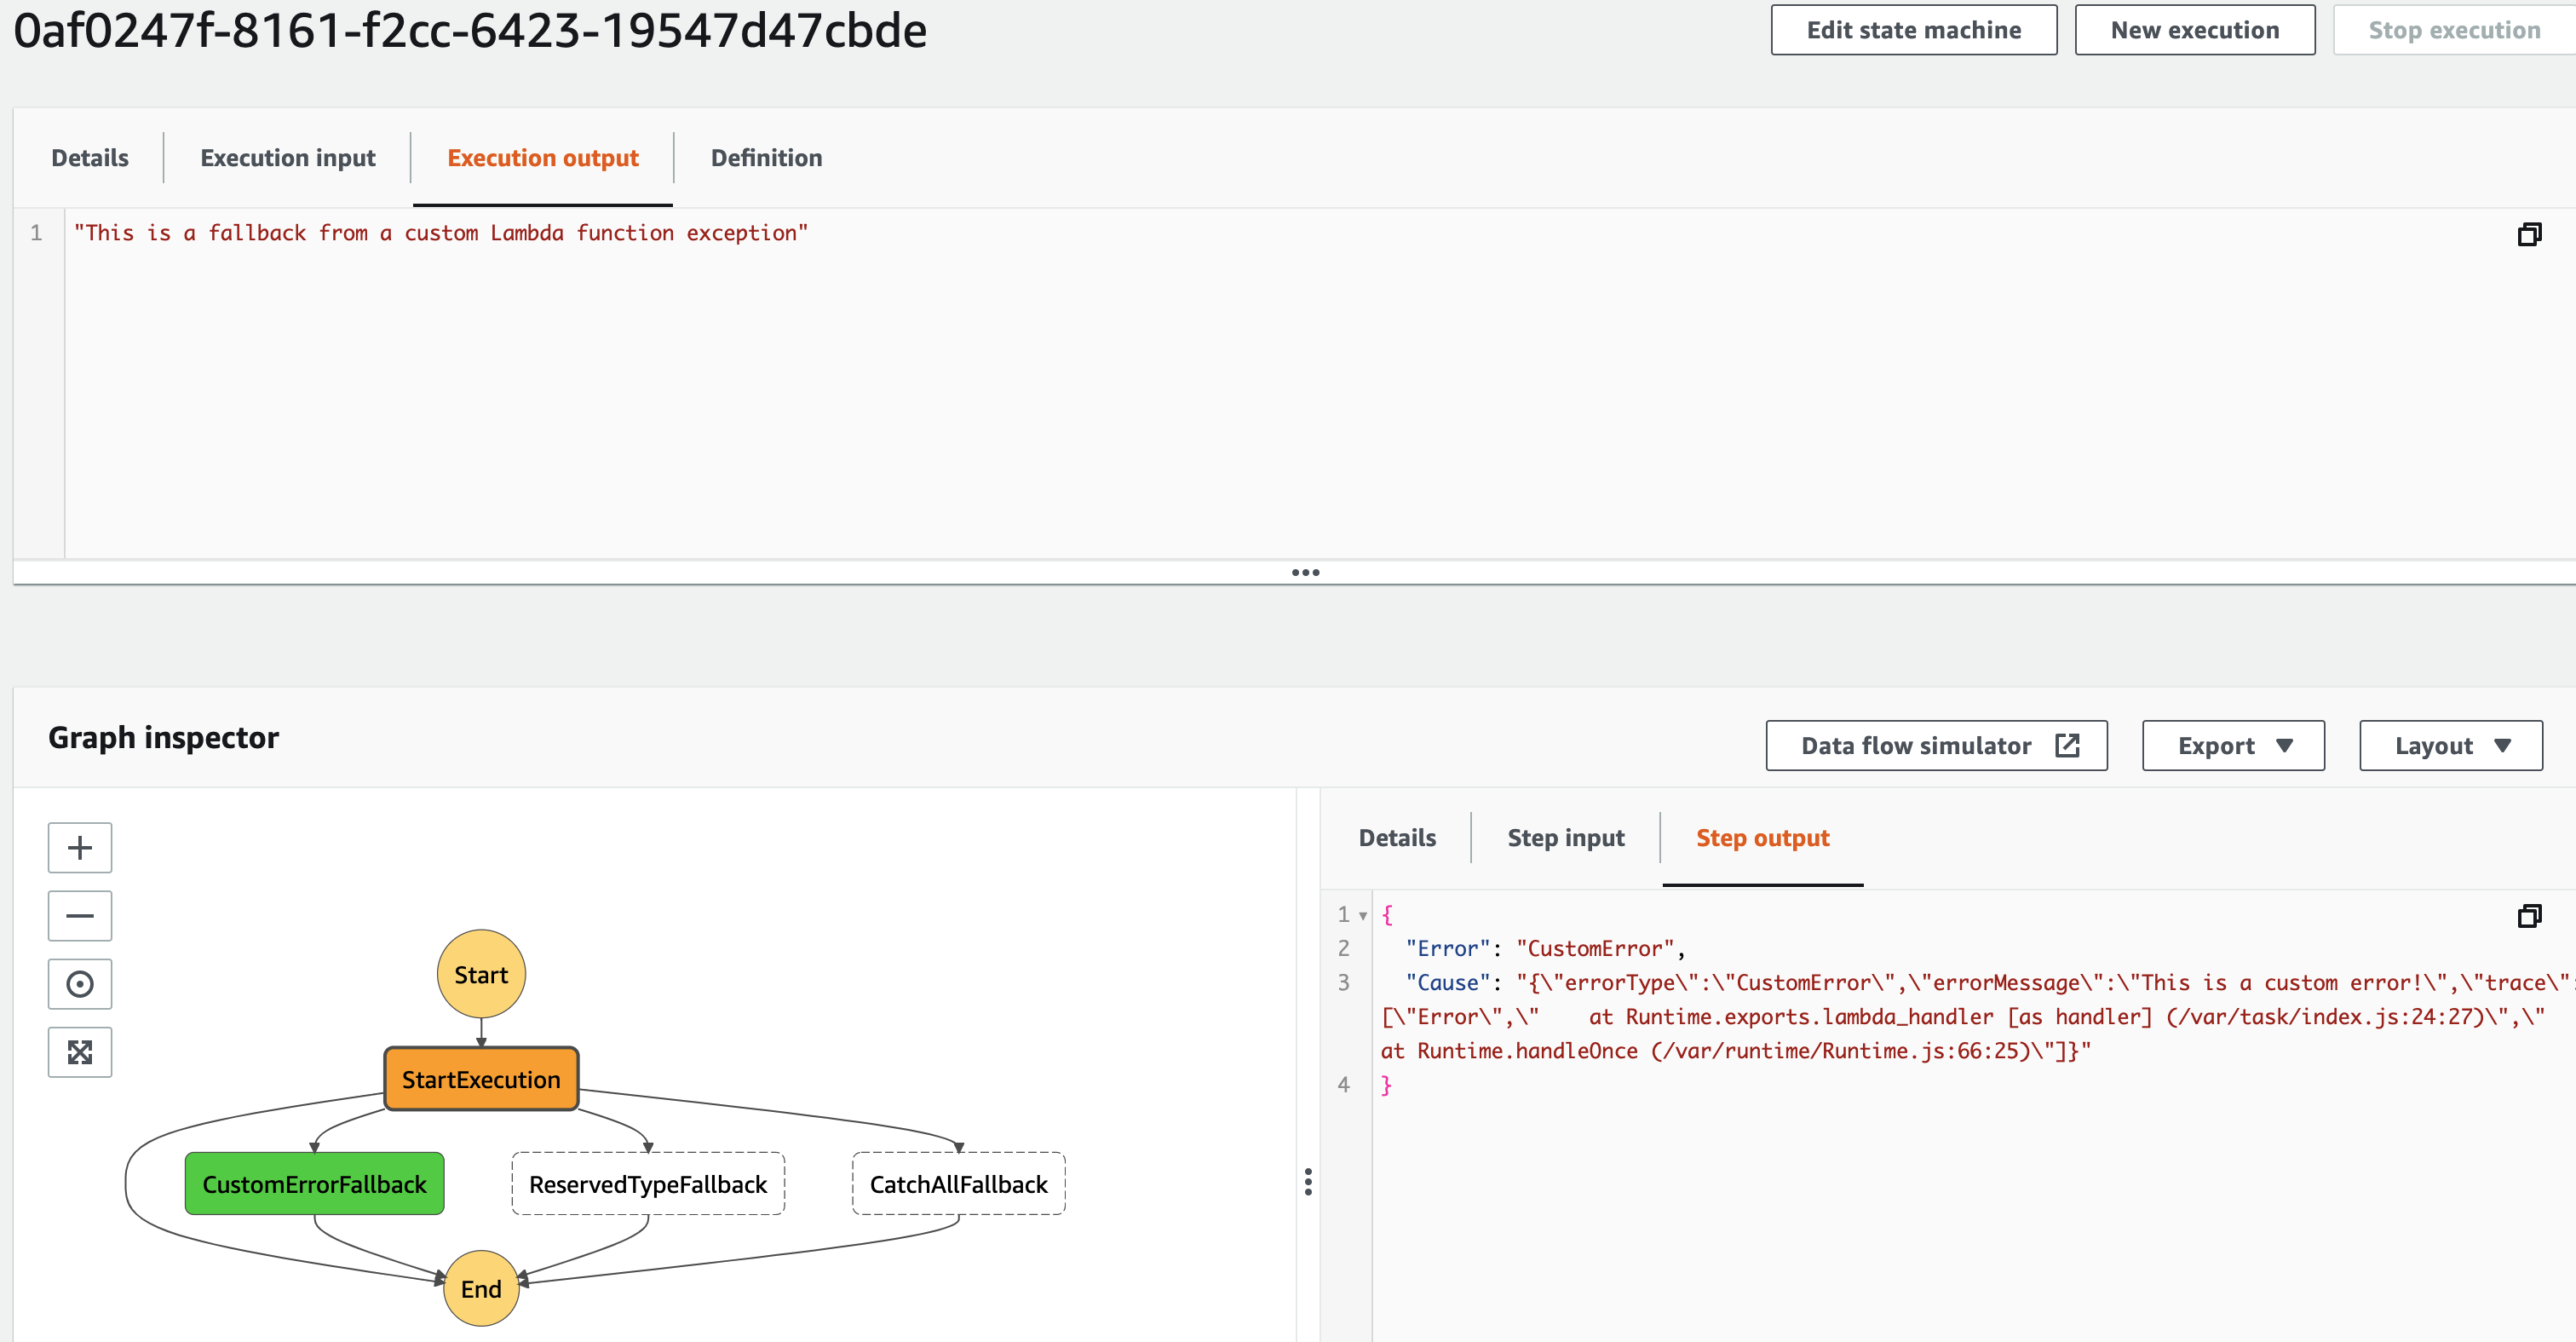 0af0247f-8161-f2cc-6423-19547d47cbde
Edit state machine
New execution
Stop execution
Details
Execution input
Execution output
Definition
1
"This is a fallback from a custom Lambda function exception"
Graph inspector
Data flow simulator
Export
Layout
Start
StartExecution
CustomErrorFallback
ReservedTypeFallback
CatchAllFallback
End
Details
Step input
Step output
1 {
2 "Error": "CustomError",
3 "Cause": "{\"errorType\":\"CustomError\",\"errorMessage\":\"This is a custom error!\",\"trace\":
[\"Error\",\"    at Runtime.exports.lambda_handler [as handler] (/var/task/index.js:24:27)\",\"
at Runtime.handleOnce (/var/runtime/Runtime.js:66:25)\"]}"
4 }